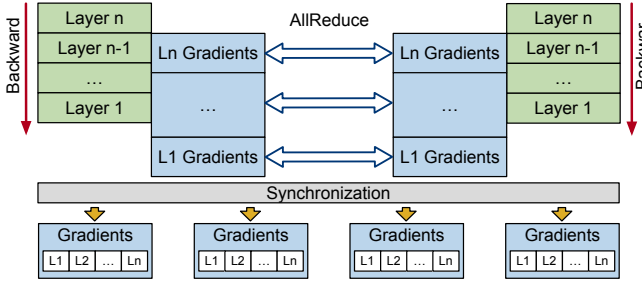 Backward
Layer n
Layer n-1
…
Layer 1
Ln Gradients
…
L1 Gradients
AllReduce
Ln Gradients
…
L1 Gradients
Layer n
Layer n-1
…
Layer 1
Backwar
Synchronization
Gradients
L1 L2 … Ln
Gradients
L1 L2 … Ln
Gradients
L1 L2 … Ln
Gradients
L1 L2 … Ln